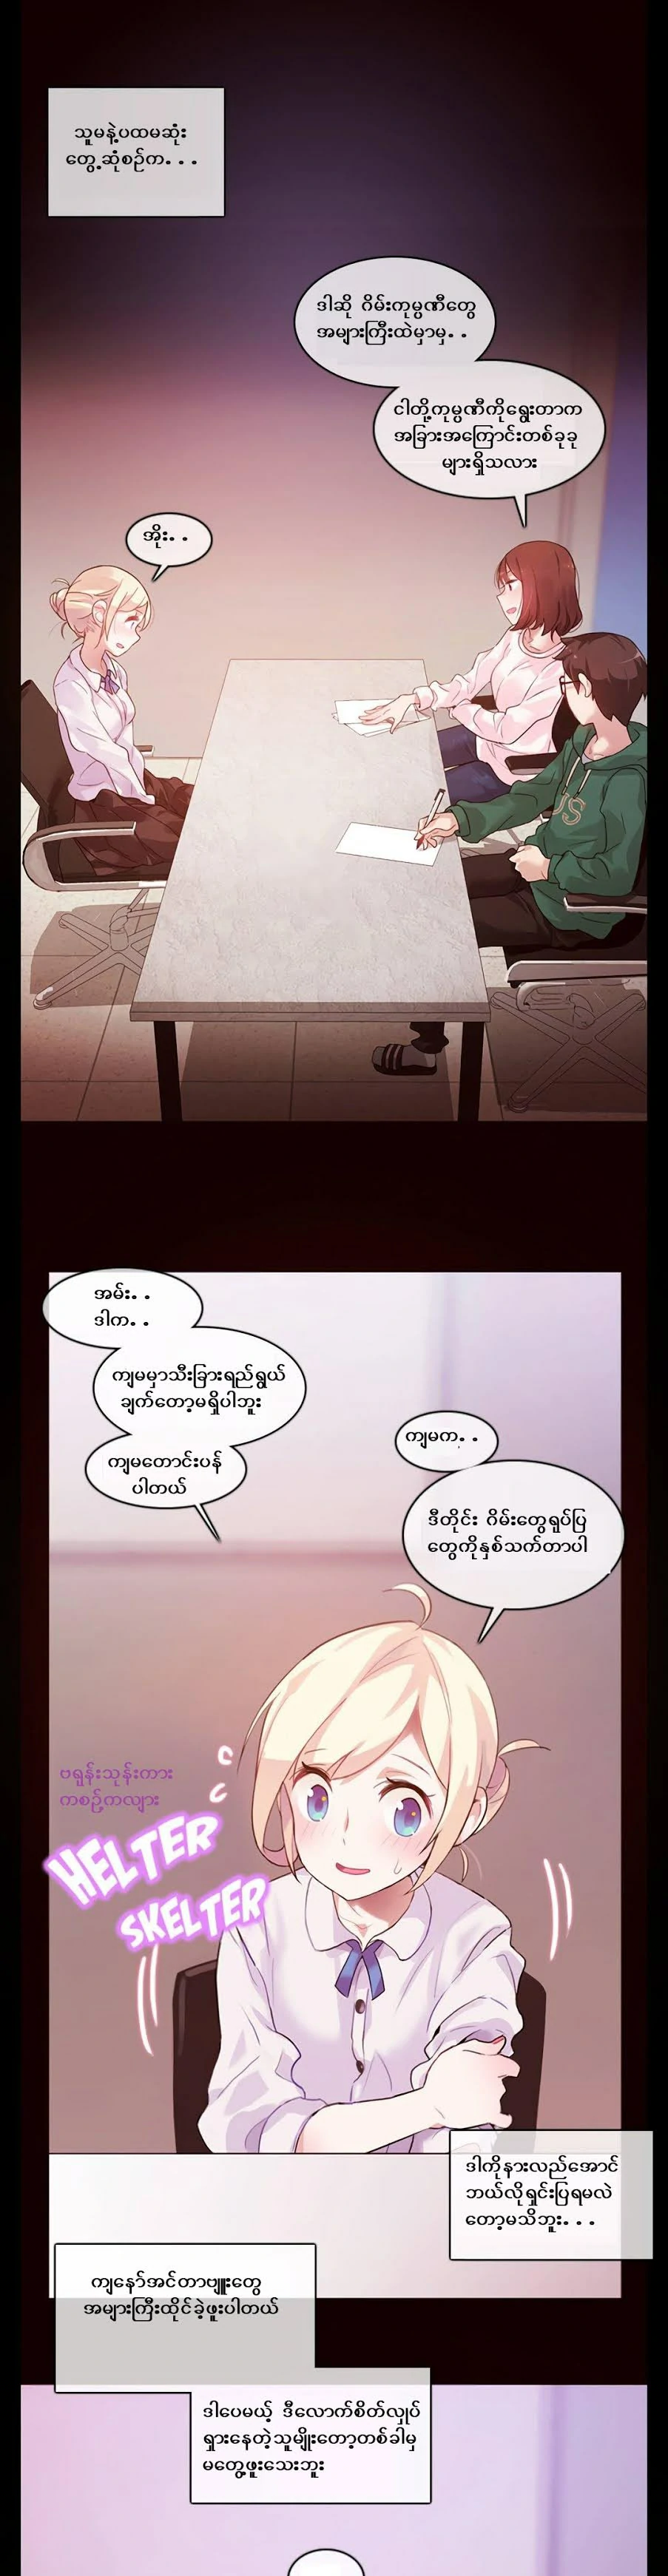 သူမနဲ့ပထမဆုံး
တွေ့ဆုံစဉ်က. . .
ဒါဆို ဂိမ်းကုမ္ပဏီတွေ
အများကြီးထဲမှာမှ. .
ငါတို့ကုမ္ပဏီကိုရွေးတာက
အခြားအကြောင်းတစ်ခုခု
များရှိသလား
အိုး. .
အမ်း. .
ဒါက. .
ကျမမှာသီးခြားရည်ရွယ်
ချက်တော့မရှိပါဘူး
ကျမတောင်းပန်
ပါတယ်
ကျမက. .
ဒီတိုင်း ဂိမ်းတွေရုပ်ပြ
တွေကိုနှစ်သက်တာပါ
ဗရုန်းသုန်းကား
ကစဉ့်ကလျား
HELTER
SKELTER
ဒါကိုနားလည်အောင်
ဘယ်လိုရှင်းပြရမလဲ
တော့မသိဘူး. . .
ကျနော်အင်တာဗျူးတွေ
အများကြီးထိုင်ခဲ့ဖူးပါတယ်
ဒါပေမယ့် ဒီလောက်စိတ်လှုပ်
ရှားနေတဲ့သူမျိုးတော့တစ်ခါမှ
မတွေ့ဖူးသေးဘူး